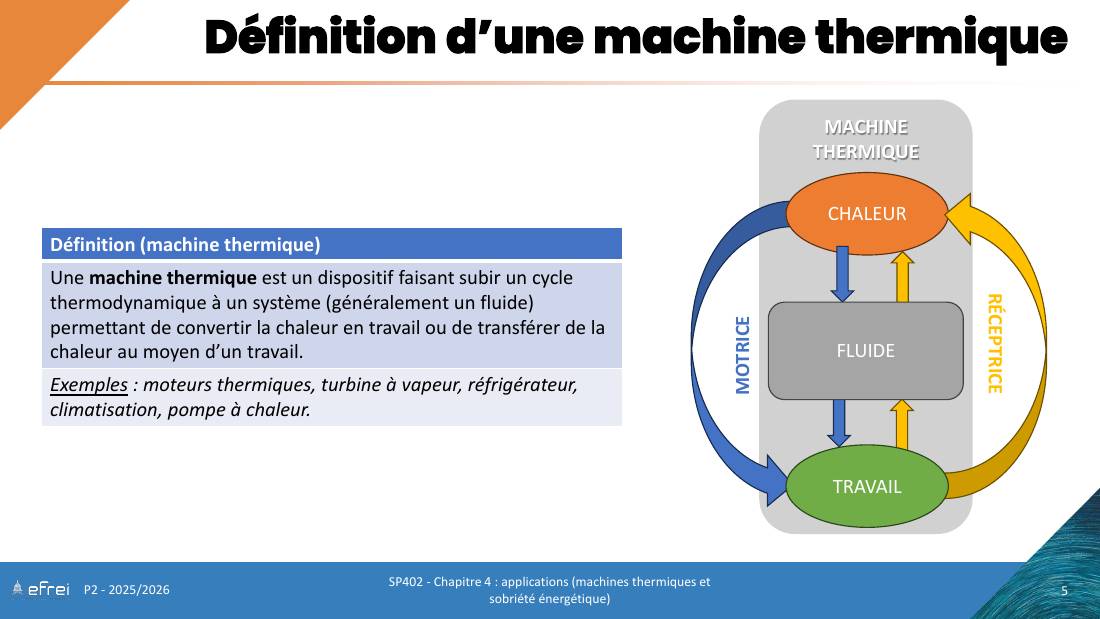 Définition d’une machine thermique
Définition (machine thermique)
Une machine thermique est un dispositif faisant subir un cycle
thermodynamique à un système (généralement un fluide)
permettant de convertir la chaleur en travail ou de transférer de la
chaleur au moyen d’un travail.
Exemples : moteurs thermiques, turbine à vapeur, réfrigérateur,
climatisation, pompe à chaleur.
MACHINE
THERMIQUE
CHALEUR
MOTRICE
FLUIDE
RÉCEPTRICE
TRAVAIL
efrei
P2 - 2025/2026
SP402 - Chapitre 4 : applications (machines thermiques et
sobriété énergétique)
5